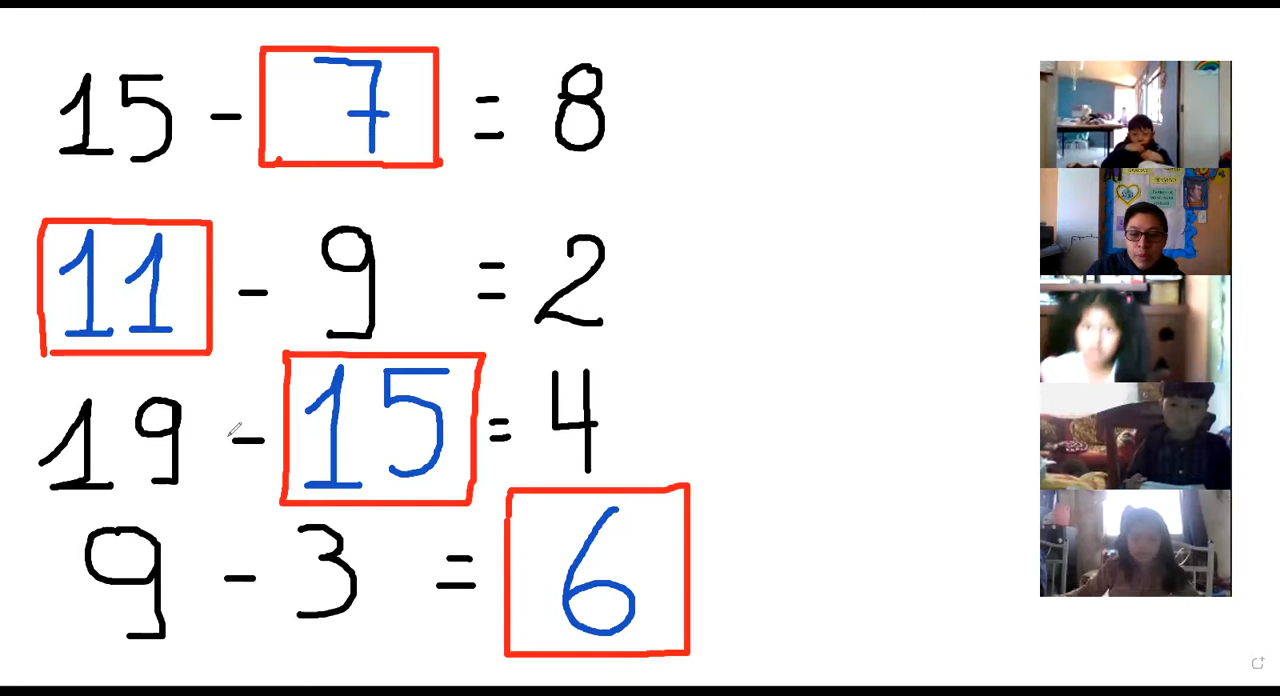 15 - 7 = 8
11 - 9 = 2
19 - 15 = 4
9 - 3 = 6